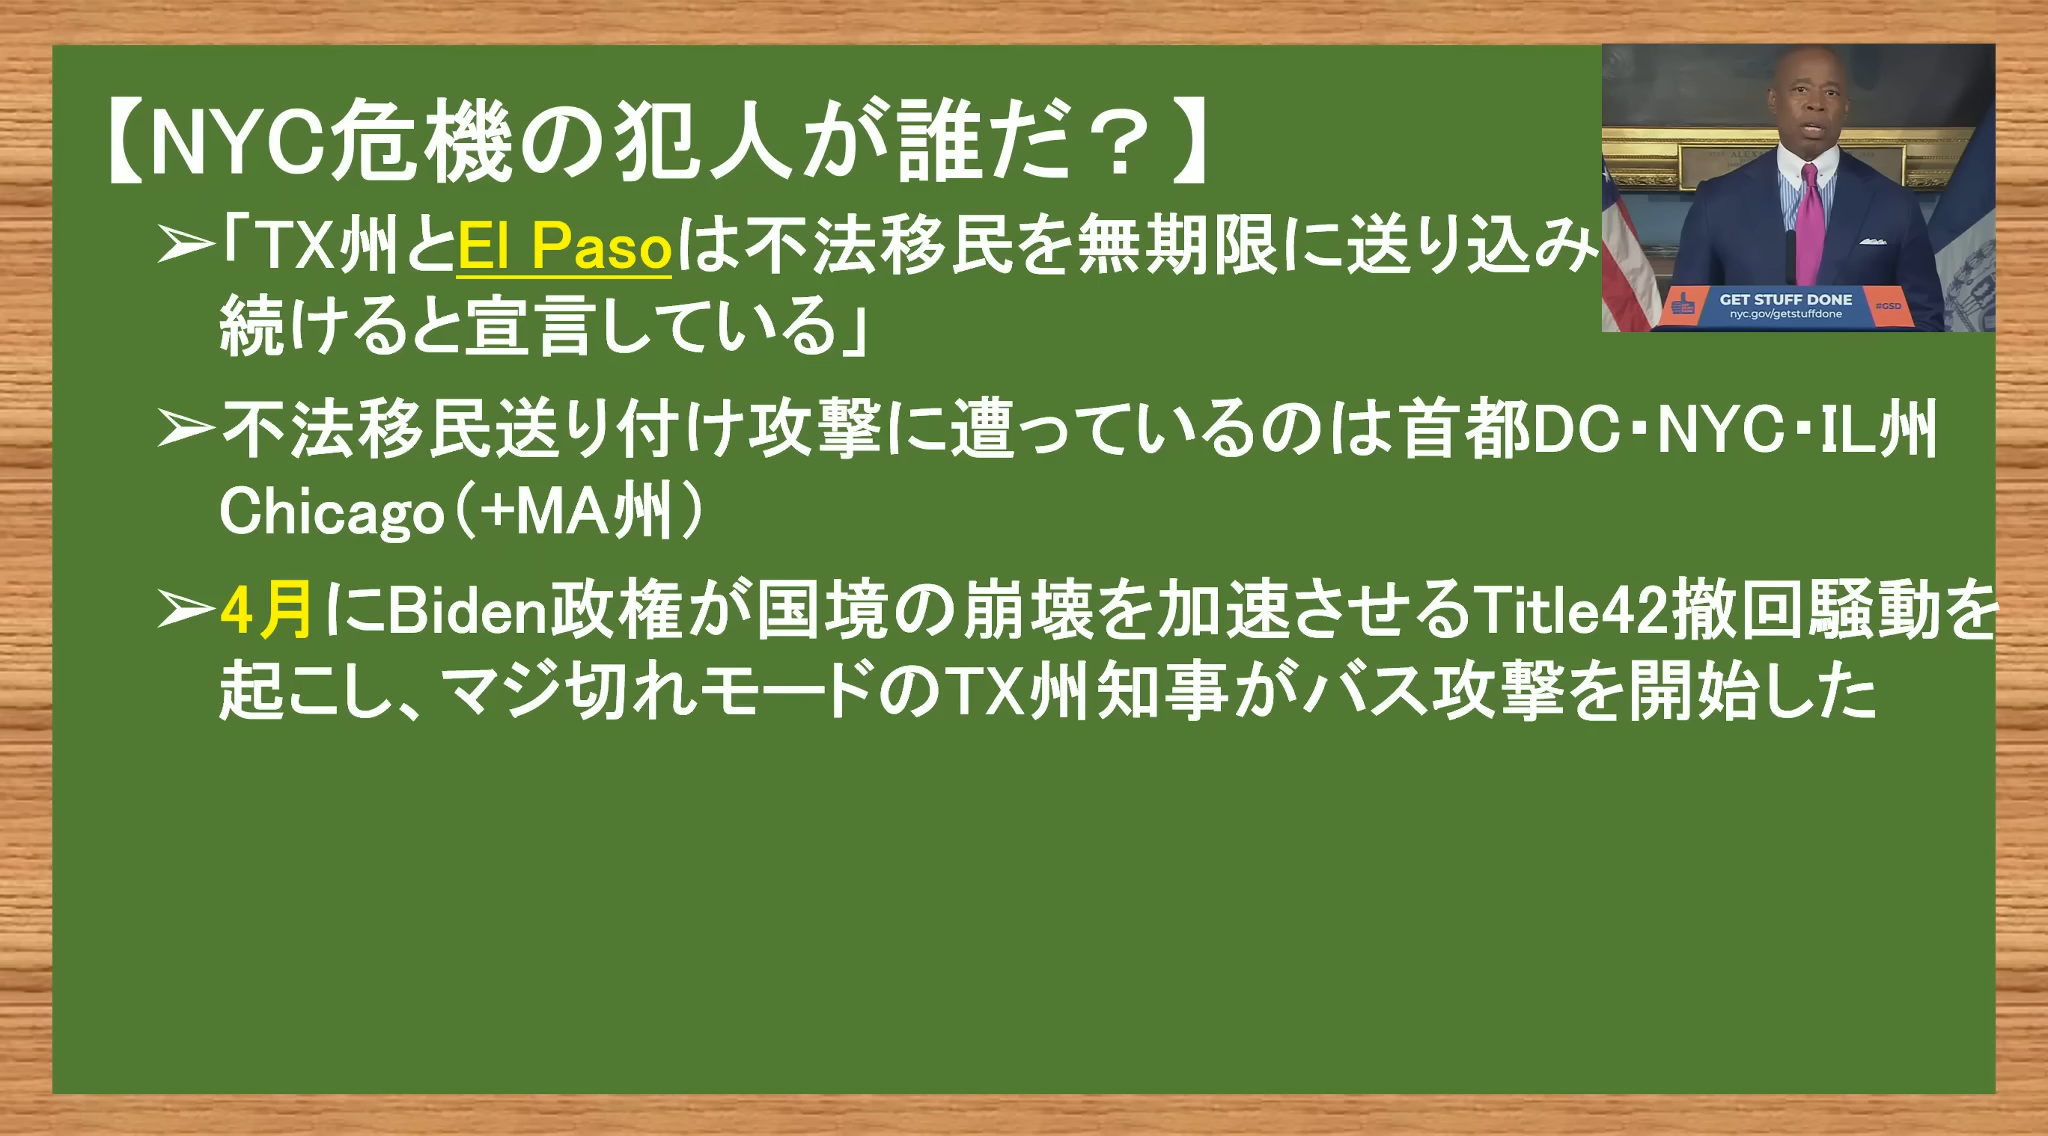 【NYC危機の犯人が誰だ？】
➢「TX州とEl Pasoは不法移民を無期限に送り込み
続けると宣言している」
➢不法移民送り付け攻撃に遭っているのは首都DC・NYC・IL州
Chicago（+MA州）
➢4月にBiden政権が国境の崩壊を加速させるTitle42撤回騒動を
起こし、マジ切れモードのTX州知事がバス攻撃を開始した
GET STUFF DONE
nyc.gov/getstuffdone
#GSD